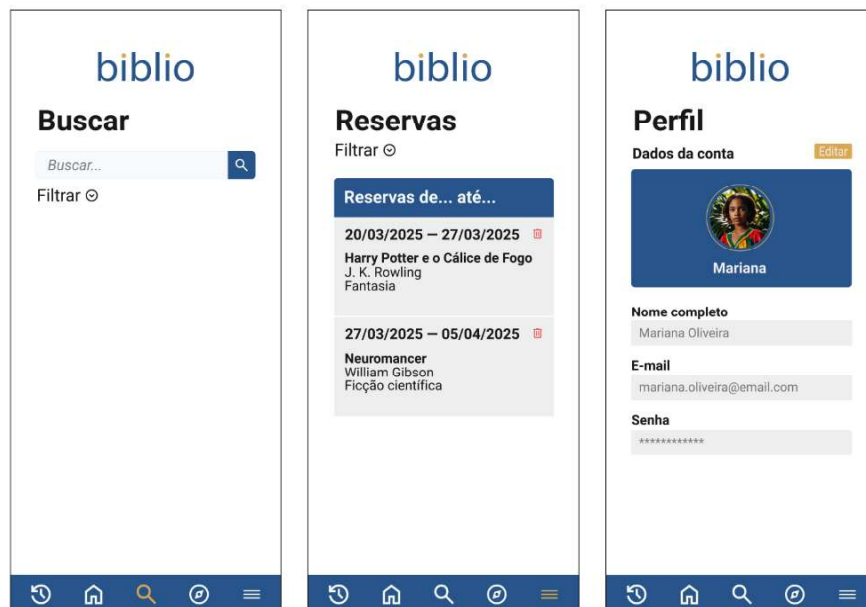 biblio
Buscar
Buscar...
Filtrar
biblio
Reservas
Filtrar
Reservas de... até...
20/03/2025 — 27/03/2025
Harry Potter e o Cálice de Fogo
J. K. Rowling
Fantasia
27/03/2025 — 05/04/2025
Neuromancer
William Gibson
Ficção científica
biblio
Perfil
Dados da conta Editar
Mariana
Nome completo
Mariana Oliveira
E-mail
mariana.oliveira@email.com
Senha
************